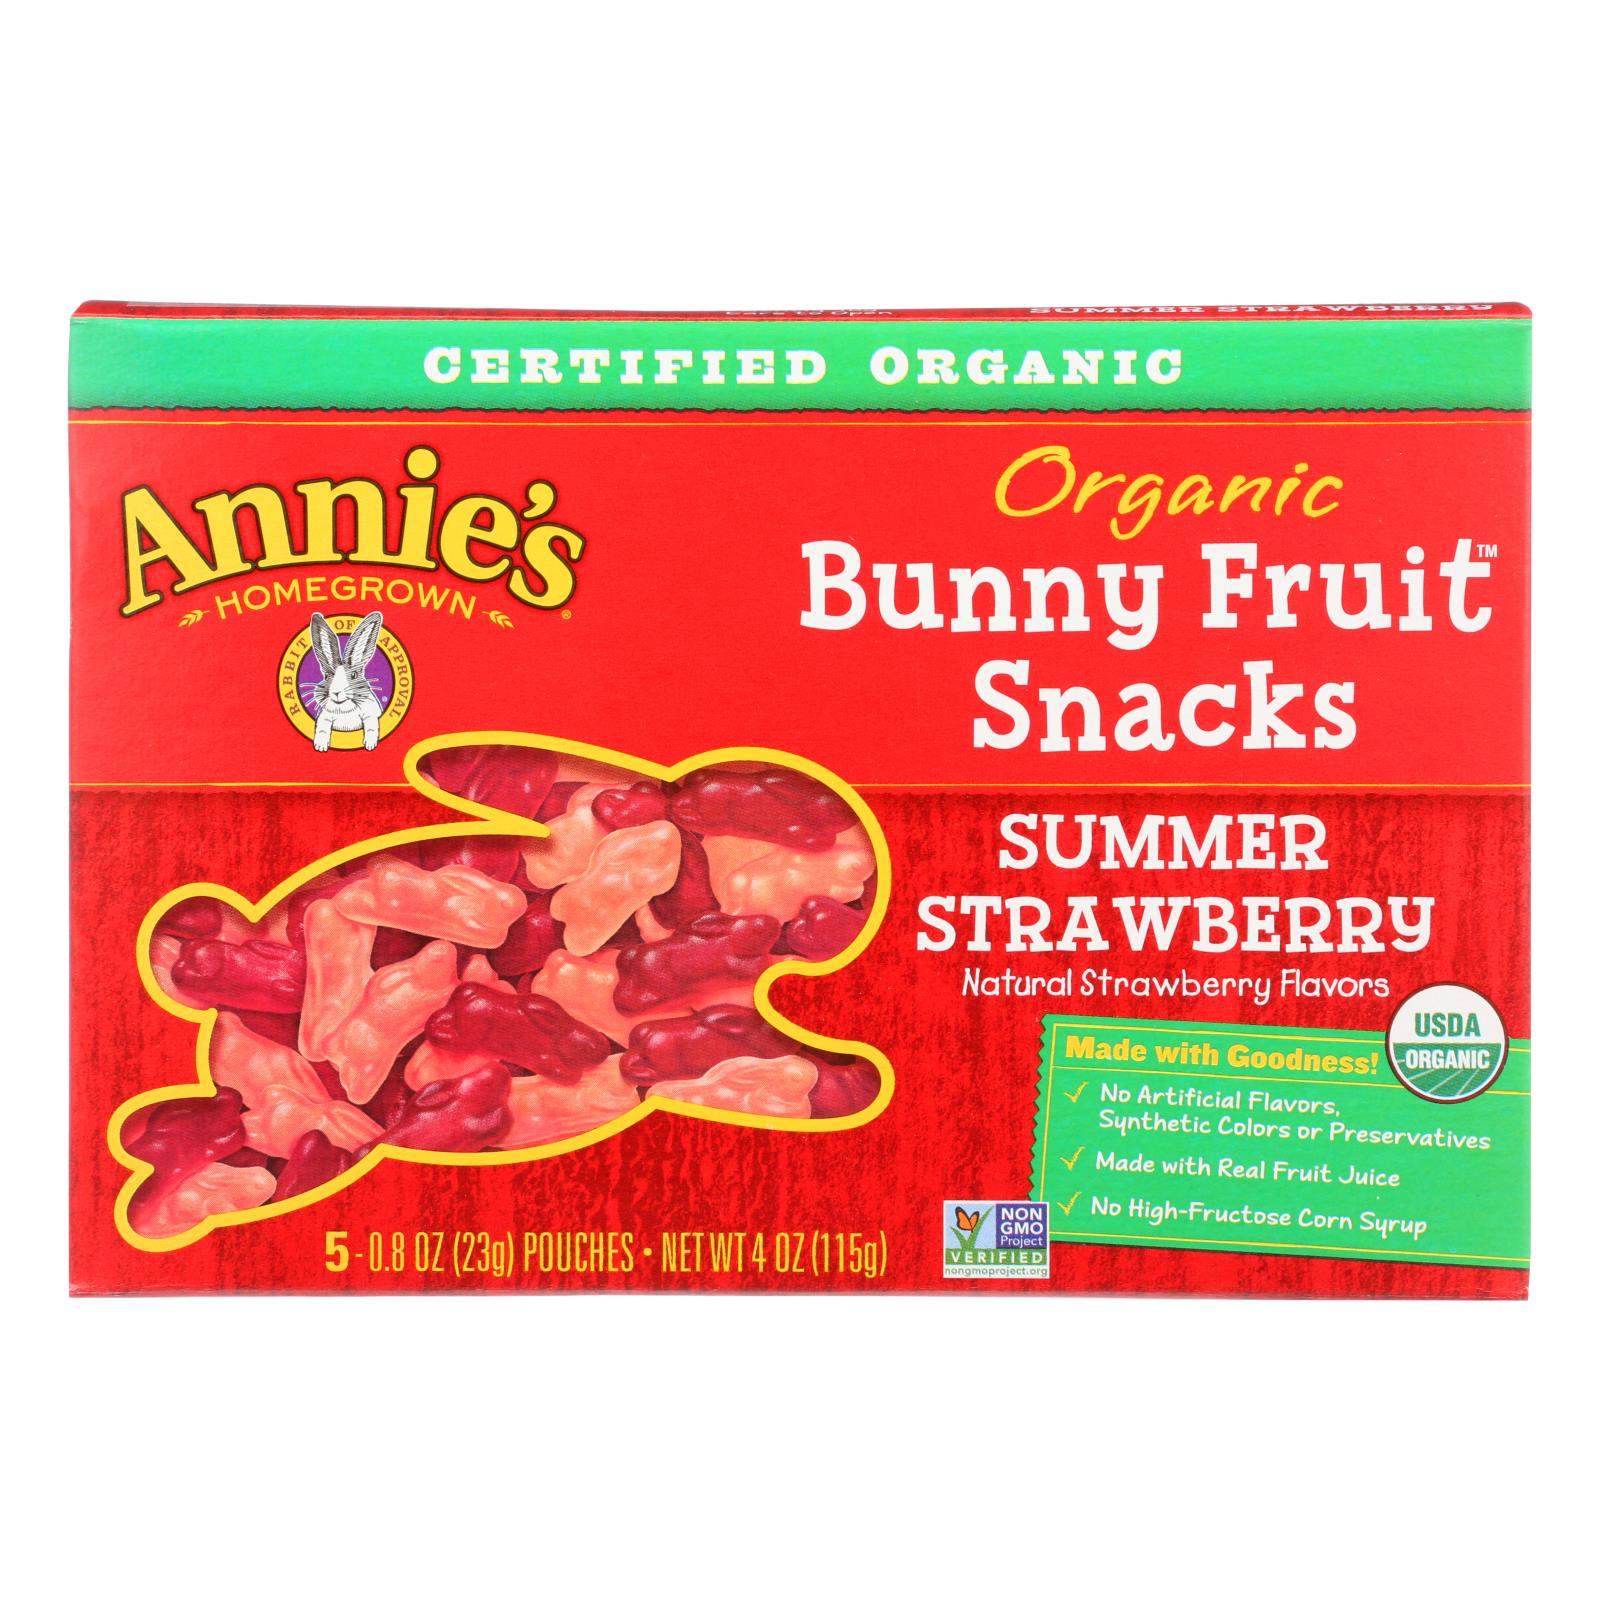 SUMMER STRAWBERRY
CERTIFIED ORGANIC
Annie's
HOMEGROWN
®
RABBIT OF APPROVAL
®
Organic
Bunny Fruit™
Snacks
SUMMER
STRAWBERRY
Natural Strawberry Flavors
USDA
ORGANIC
Made with Goodness!
✓ No Artificial Flavors,
Synthetic Colors or Preservatives
✓ Made with Real Fruit Juice
✓ No High-Fructose Corn Syrup
NON
GMO
Project
VERIFIED
nongmoproject.org
5-0.8 OZ (23g) POUCHES • NET WT 4 OZ (115g)